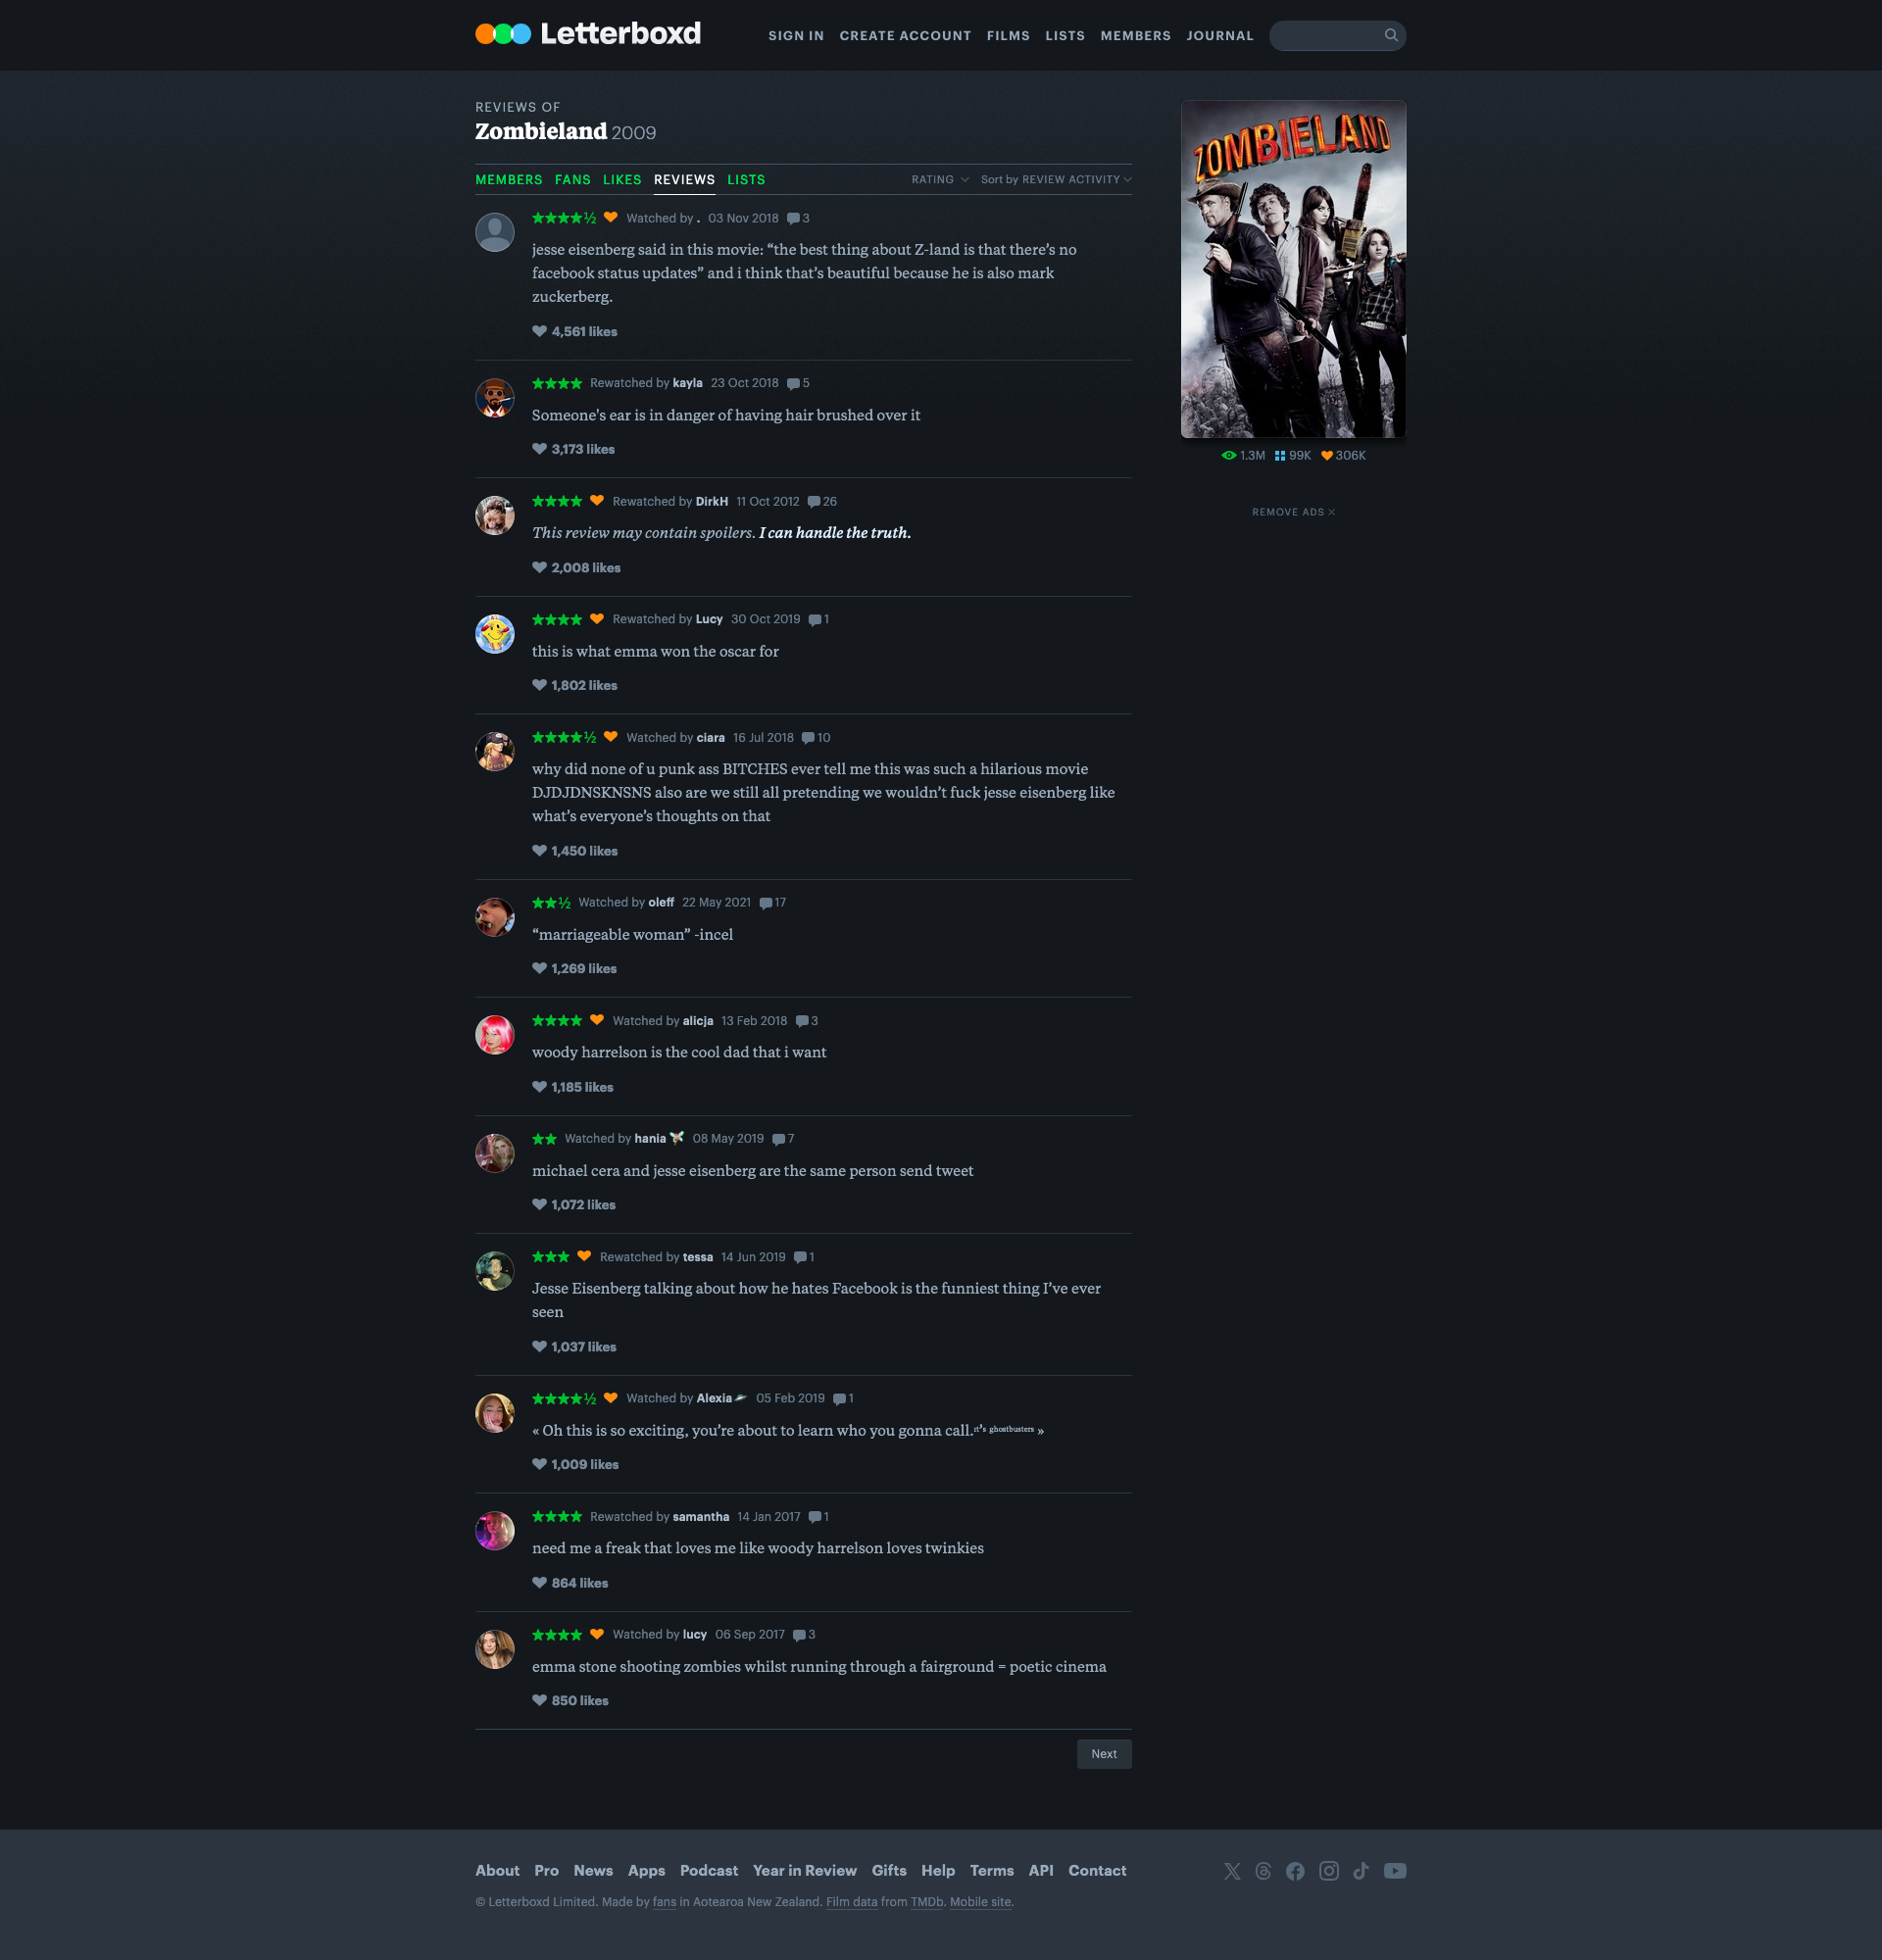 Letterboxd
SIGN IN CREATE ACCOUNT FILMS LISTS MEMBERS JOURNAL
REVIEWS OF
Zombieland 2009
MEMBERS FANS LIKES REVIEWS LISTS
RATING Sort by REVIEW ACTIVITY
ZOMBIELAND
1.3M 99K 306K
REMOVE ADS
★★★★½ Watched by . 03 Nov 2018 3
jesse eisenberg said in this movie: “the best thing about Z-land is that there’s no
facebook status updates” and i think that’s beautiful because he is also mark
zuckerberg.
4,561 likes
★★★★ Rewatched by kayla 23 Oct 2018 5
Someone's ear is in danger of having hair brushed over it
3,173 likes
★★★★ Rewatched by DirkH 11 Oct 2012 26
This review may contain spoilers. I can handle the truth.
2,008 likes
★★★★ Rewatched by Lucy 30 Oct 2019 1
this is what emma won the oscar for
1,802 likes
★★★★½ Watched by ciara 16 Jul 2018 10
why did none of u punk ass BITCHES ever tell me this was such a hilarious movie
DJDJDNSKNSNS also are we still all pretending we wouldn’t fuck jesse eisenberg like
what’s everyone’s thoughts on that
1,450 likes
★★½ Watched by oleff 22 May 2021 17
“marriageable woman” -incel
1,269 likes
★★★★ Watched by alicja 13 Feb 2018 3
woody harrelson is the cool dad that i want
1,185 likes
★★ Watched by hania 08 May 2019 7
michael cera and jesse eisenberg are the same person send tweet
1,072 likes
★★★ Rewatched by tessa 14 Jun 2019 1
Jesse Eisenberg talking about how he hates Facebook is the funniest thing I’ve ever
seen
1,037 likes
★★★★½ Watched by Alexia 05 Feb 2019 1
« Oh this is so exciting, you’re about to learn who you gonna call.ᶦᵗ’ˢ ᵍʰᵒˢᵗᵇᵘˢᵗᵉʳˢ »
1,009 likes
★★★★ Rewatched by samantha 14 Jan 2017 1
need me a freak that loves me like woody harrelson loves twinkies
864 likes
★★★★ Watched by lucy 06 Sep 2017 3
emma stone shooting zombies whilst running through a fairground = poetic cinema
850 likes
Next
About Pro News Apps Podcast Year in Review Gifts Help Terms API Contact
© Letterboxd Limited. Made by fans in Aotearoa New Zealand. Film data from TMDb. Mobile site.